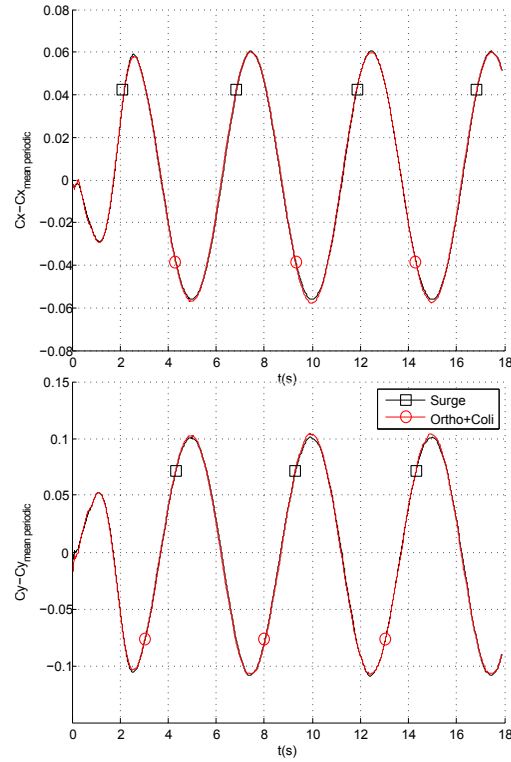 0.08
0.06
0.04
0.02
0
−0.02
−0.04
−0.06
−0.08
Cx−Cx mean periodic
0 2 4 6 8 10 12 14 16 18
t(s)
0.15
0.1
0.05
0
−0.05
−0.1
Cy−Cy mean periodic
Surge
Ortho+Coli
0 2 4 6 8 10 12 14 16 18
t(s)